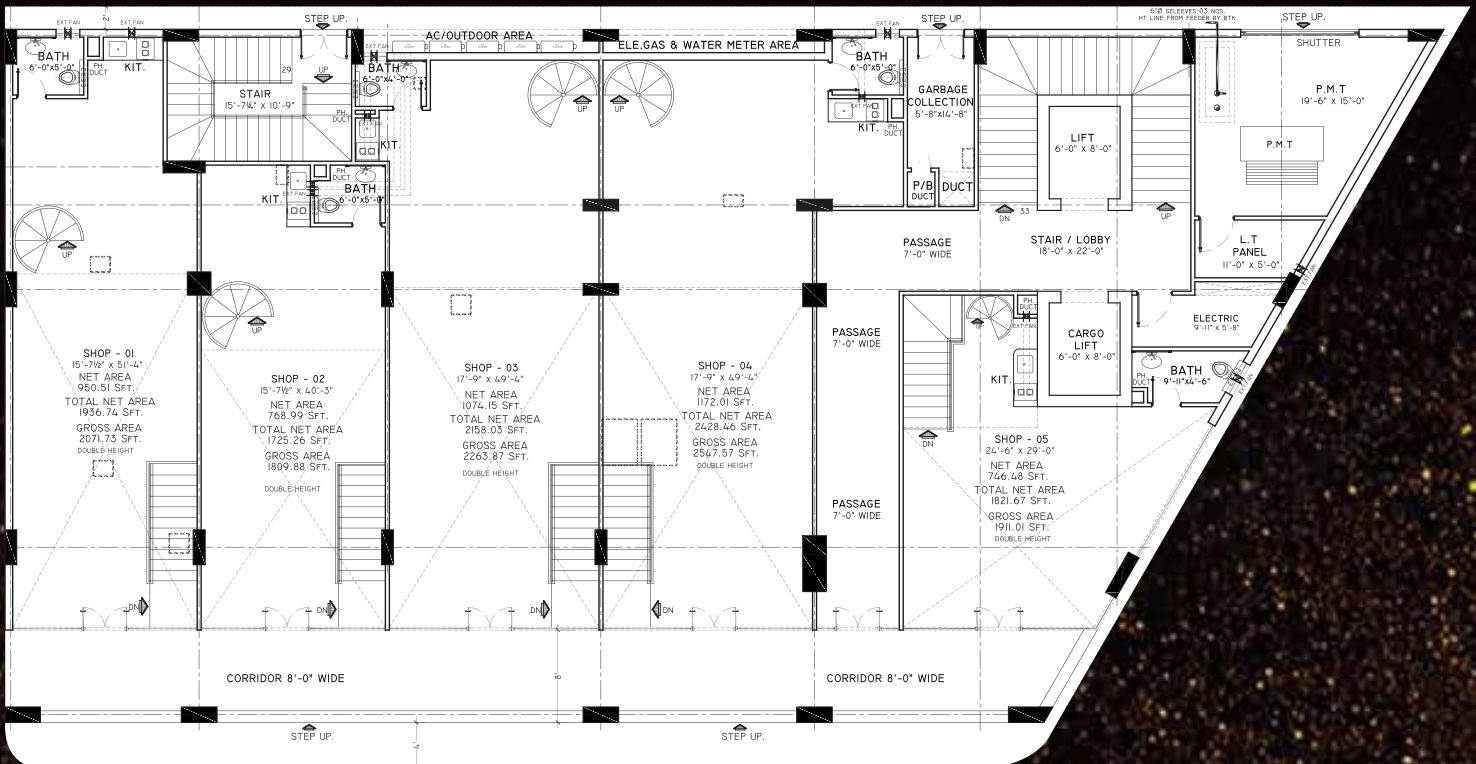 STEP UP.
STEP UP.
6"Ø SELEEVES 03 NOS.
HT LINE FROM FEEDER BY BTK
STEP UP.
SHUTTER
2'
EXT.FAN
EXT.FAN
BATH
6'-0"x5'-0"
PH.
DUCT
KIT.
29
UP
STAIR
15'-7¼" x 10'-9"
PH.
DUCT
EXT.FAN
BATH
6'-0"x4'-0"
EXT.FAN
KIT.
AC/OUTDOOR AREA
ELE,GAS & WATER METER AREA
UP
UP
EXT.FAN
BATH
6'-0"x5'-0"
EXT.FAN
KIT.
PH.
DUCT
GARBAGE
COLLECTION
5'-8"x14'-8"
P/B
DUCT
DUCT
LIFT
6'-0" x 8'-0"
P.M.T
19'-6" x 15'-0"
P.M.T
KIT.
EXT.FAN
PH.
DUCT
BATH
6'-0"x5'-0"
DN
33
UP
PASSAGE
7'-0" WIDE
STAIR / LOBBY
18'-0" x 22'-0"
L.T
PANEL
11'-0" x 5'-0"
EXT.FAN
UP
UP
PASSAGE
7'-0" WIDE
UP
PH.
DUCT
EXT.FAN
KIT.
CARGO
LIFT
6'-0" x 8'-0"
ELECTRIC
9'-11" x 5'-8"
PH.
DUCT
BATH
9'-11"x4'-6"
EXT.FAN
SHOP - 01
15'-7½" x 51'-4"
NET AREA
950.51 SFT.
TOTAL NET AREA
1936.74 SFT.
GROSS AREA
2071.73 SFT.
DOUBLE HEIGHT
SHOP - 02
15'-7½" x 40'-3"
NET AREA
768.99 SFT.
TOTAL NET AREA
1725.26 SFT.
GROSS AREA
1809.88 SFT.
DOUBLE HEIGHT
SHOP - 03
17'-9" x 49'-4"
NET AREA
1074.15 SFT.
TOTAL NET AREA
2158.03 SFT.
GROSS AREA
2263.87 SFT.
DOUBLE HEIGHT
SHOP - 04
17'-9" x 49'-4"
NET AREA
1172.01 SFT.
TOTAL NET AREA
2428.46 SFT.
GROSS AREA
2547.57 SFT.
DOUBLE HEIGHT
DN
SHOP - 05
24'-6" x 29'-0"
NET AREA
746.48 SFT.
TOTAL NET AREA
1821.67 SFT.
GROSS AREA
1911.01 SFT.
DOUBLE HEIGHT
PASSAGE
7'-0" WIDE
DN
DN
DN
DN
CORRIDOR 8'-0" WIDE
8'
CORRIDOR 8'-0" WIDE
STEP UP.
STEP UP.